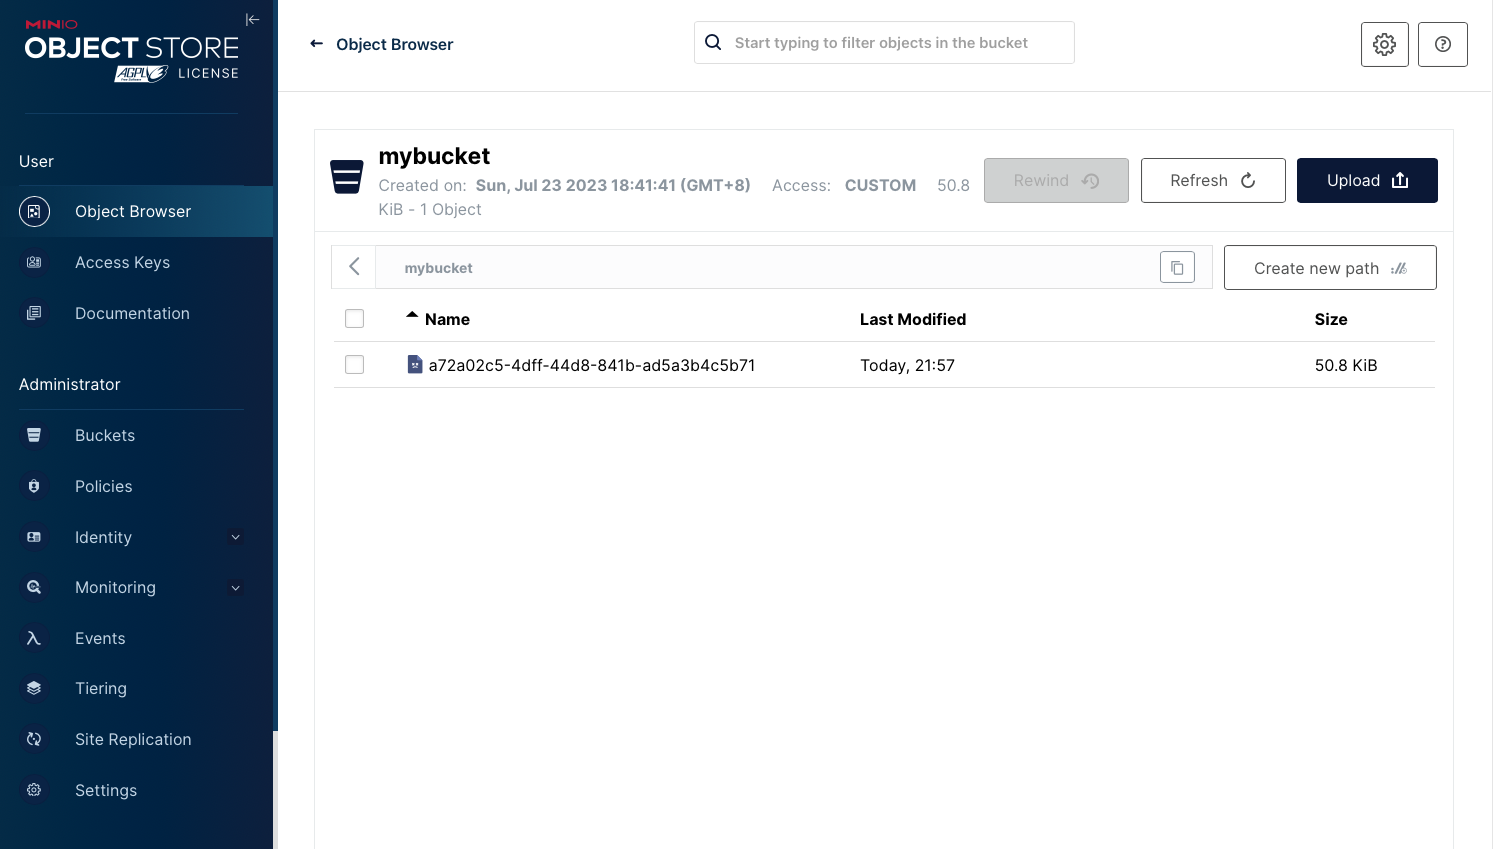 MINIO
OBJECT STORE
AGPLv3 LICENSE
Object Browser
Start typing to filter objects in the bucket
User
Object Browser
Access Keys
Documentation
Administrator
Buckets
Policies
Identity
Monitoring
Events
Tiering
Site Replication
Settings
mybucket
Created on: Sun, Jul 23 2023 18:41:41 (GMT+8) Access: CUSTOM 50.8
KiB - 1 Object
Rewind
Refresh
Upload
mybucket
Create new path
Name Last Modified Size
a72a02c5-4dff-44d8-841b-ad5a3b4c5b71 Today, 21:57 50.8 KiB